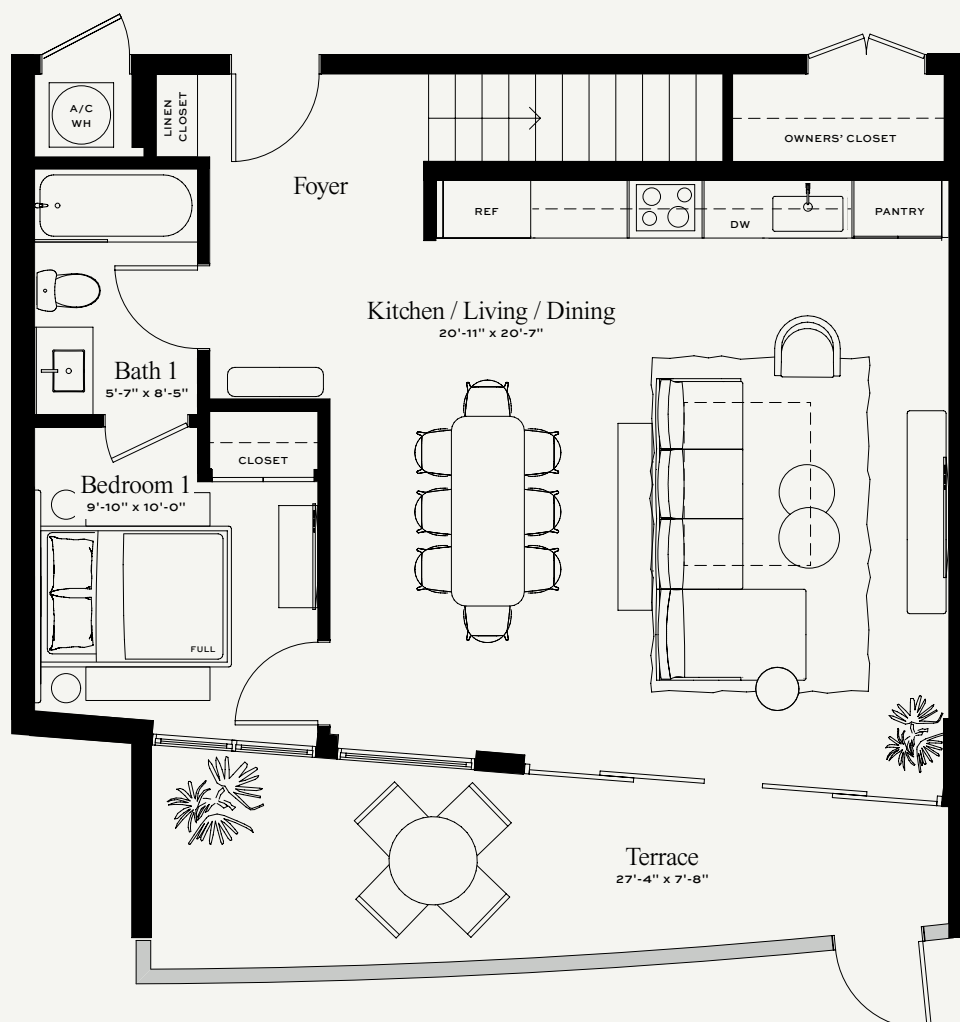 A/C
WH
LINEN
CLOSET
OWNERS' CLOSET
Foyer
REF
DW
PANTRY
Kitchen / Living / Dining
20'-11" x 20'-7"
Bath 1
5'-7" x 8'-5"
CLOSET
Bedroom 1
9'-10" x 10'-0"
FULL
Terrace
27'-4" x 7'-8"